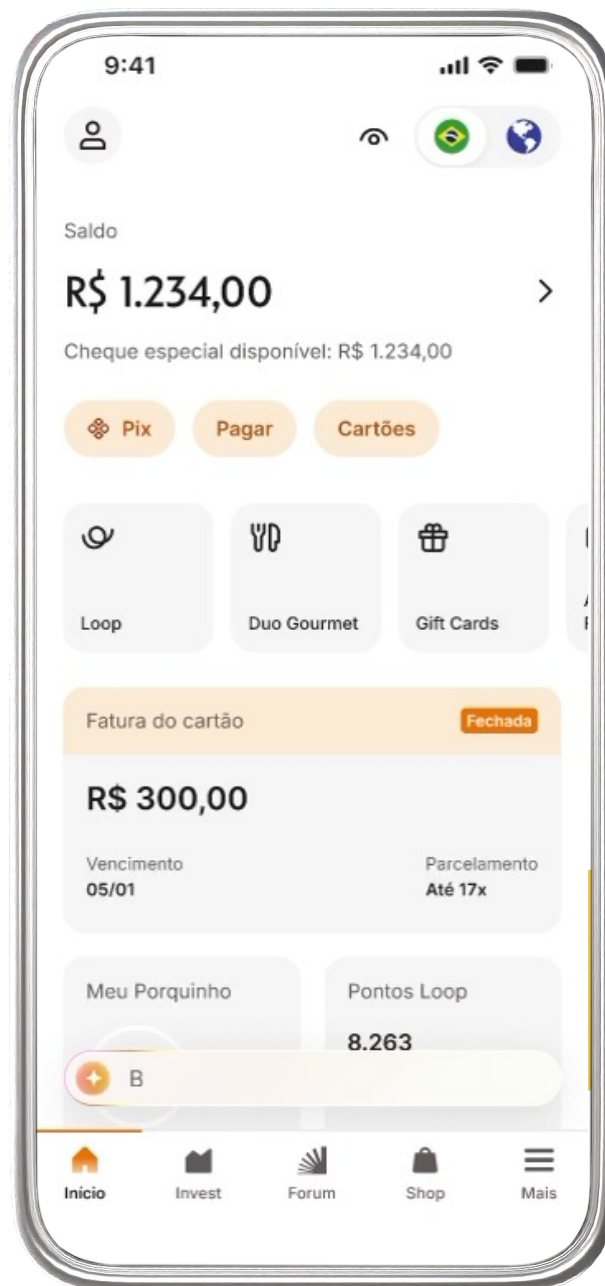 9:41
Saldo
R$ 1.234,00
Cheque especial disponível: R$ 1.234,00
Pix Pagar Cartões
Loop Duo Gourmet Gift Cards
Fatura do cartão Fechada
R$ 300,00
Vencimento Parcelamento
05/01 Até 17x
Meu Porquinho Pontos Loop
8.263
B
Início Invest Forum Shop Mais